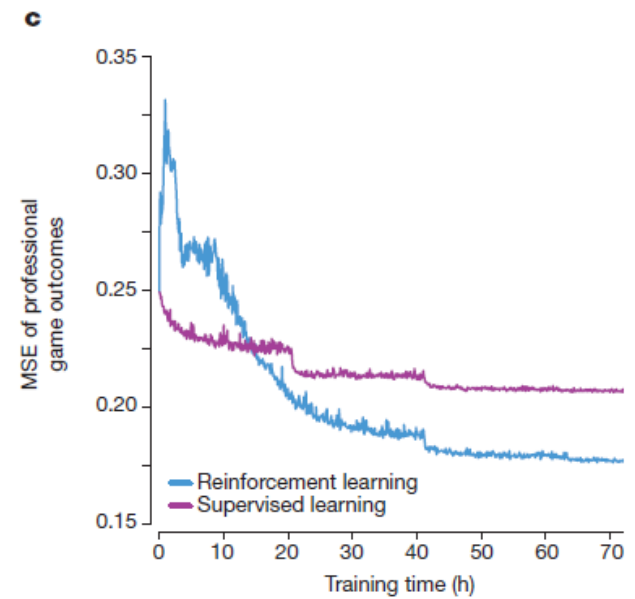 c
0.35
0.30
0.25
0.20
0.15
MSE of professional
game outcomes
Reinforcement learning
Supervised learning
0 10 20 30 40 50 60 70
Training time (h)